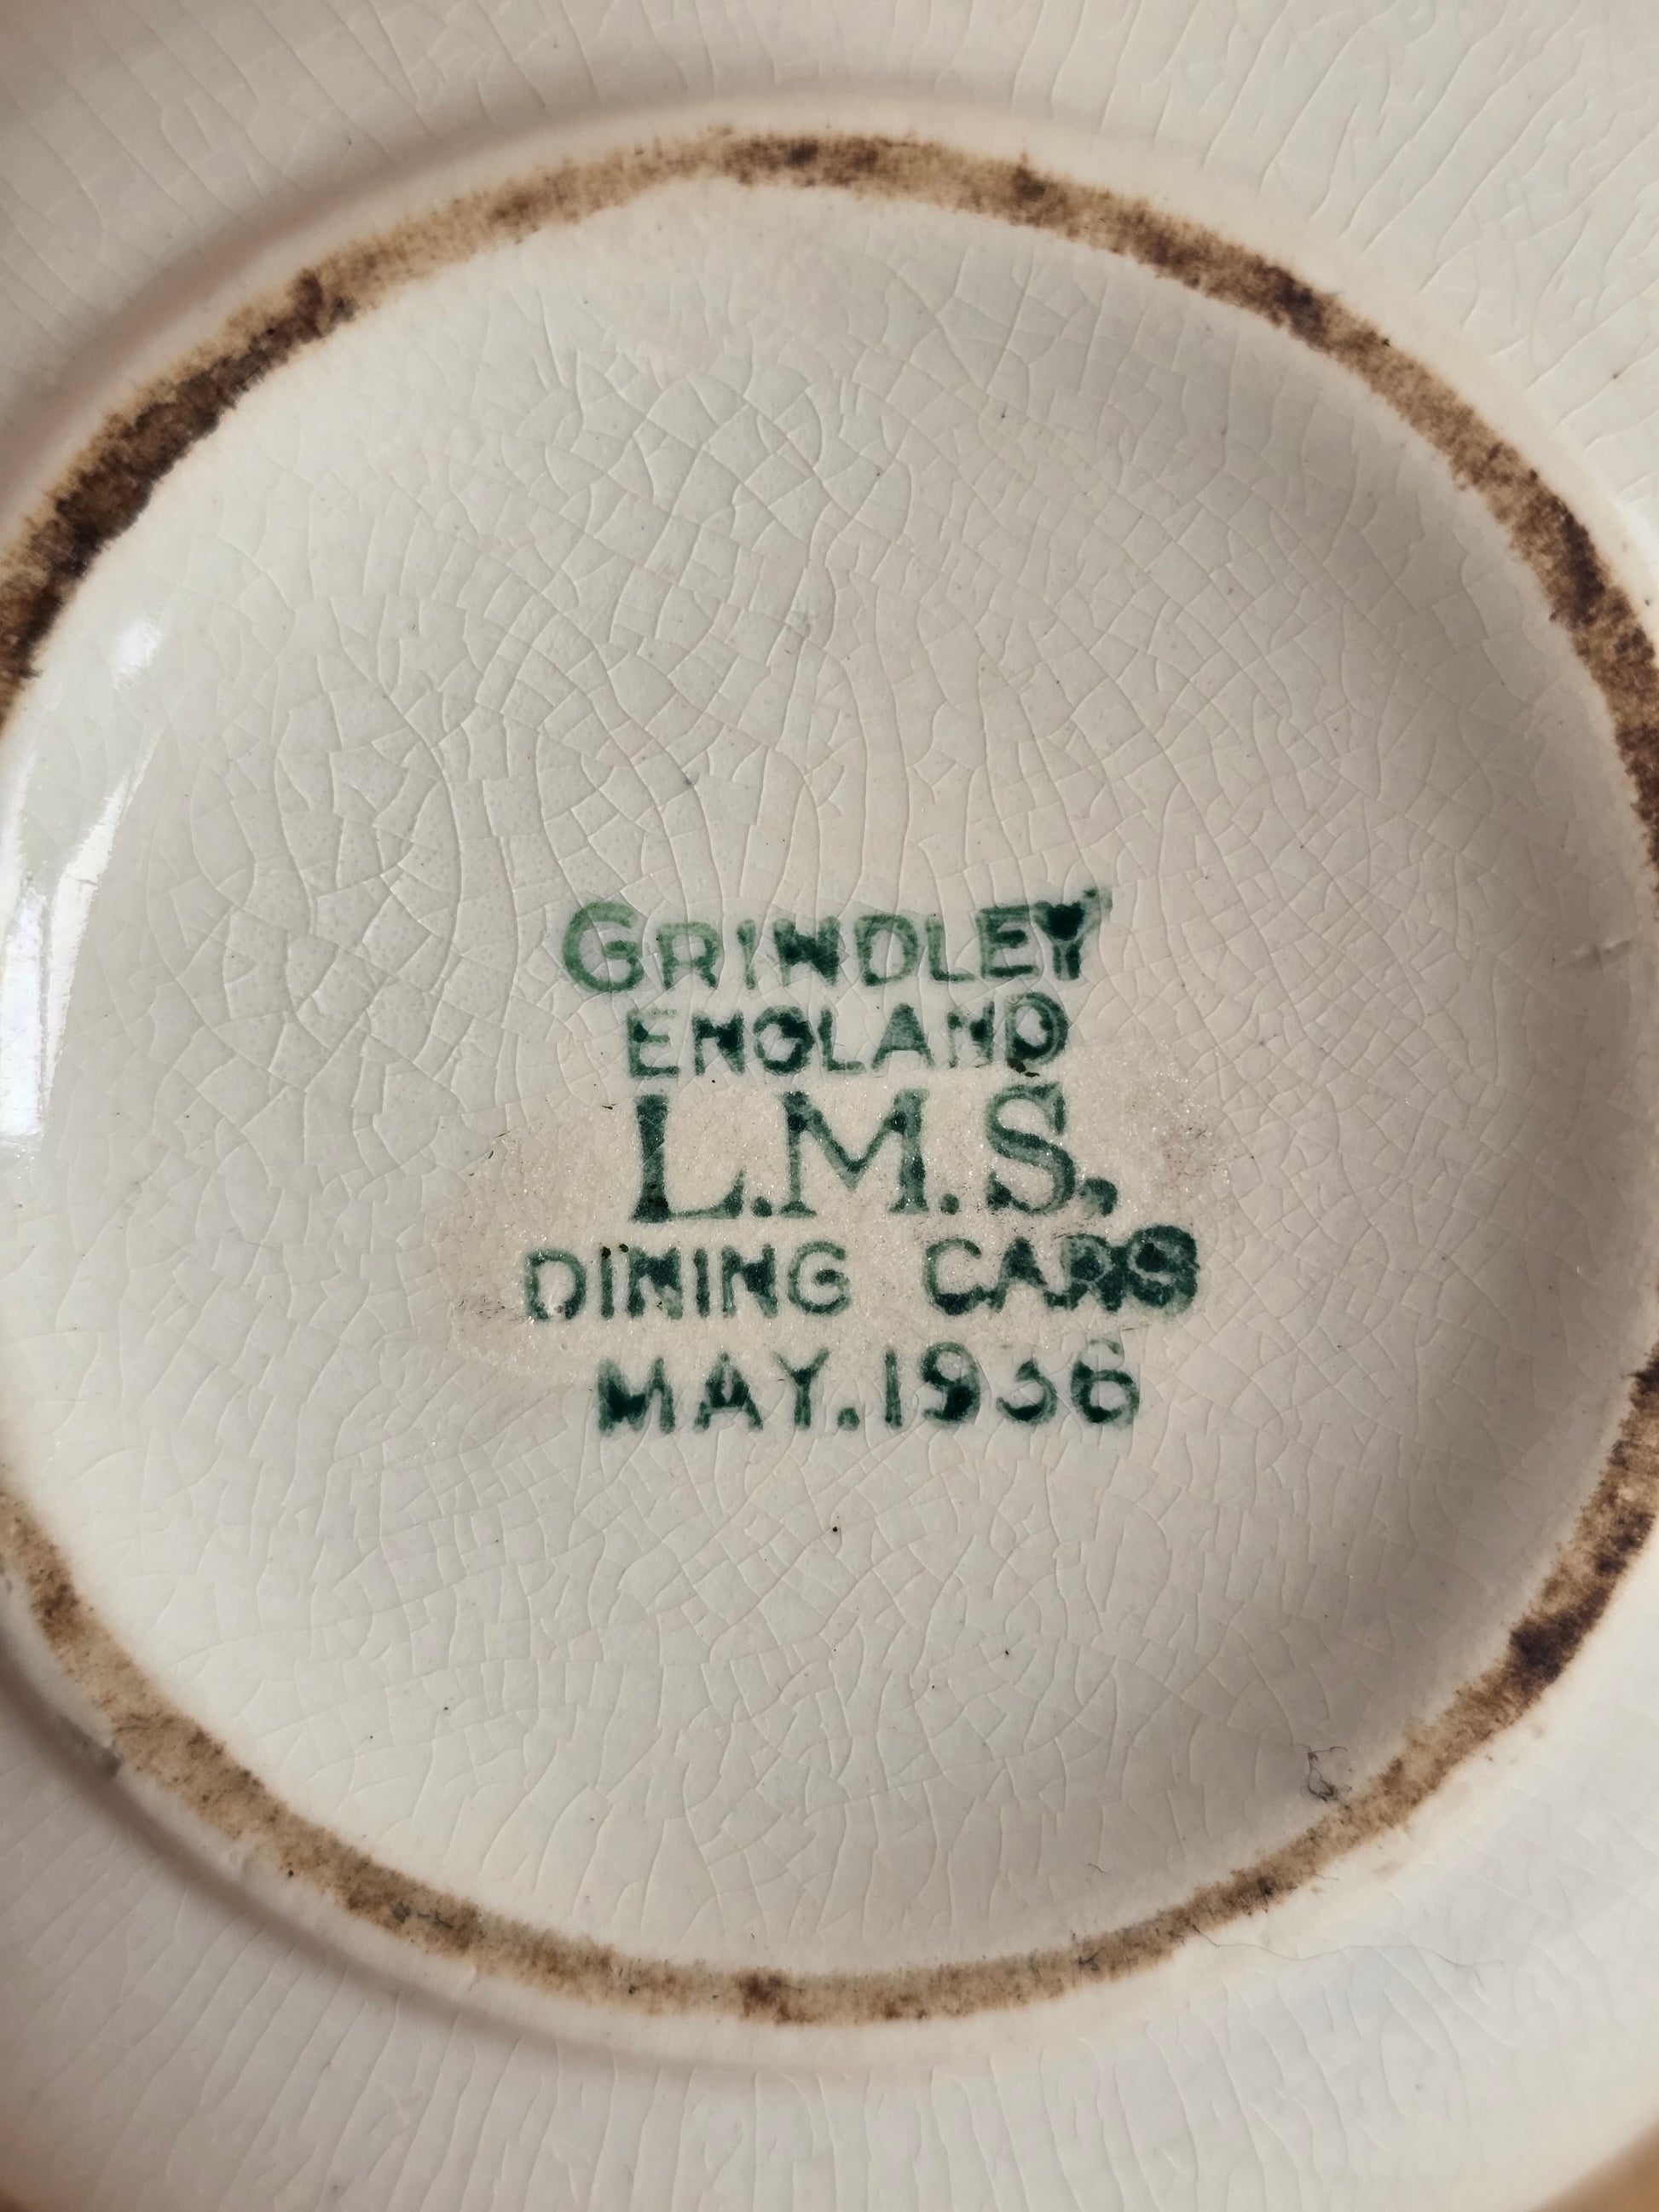 GRINDLEY
ENGLAND
L.M.S.
DINING CARS
MAY.1936